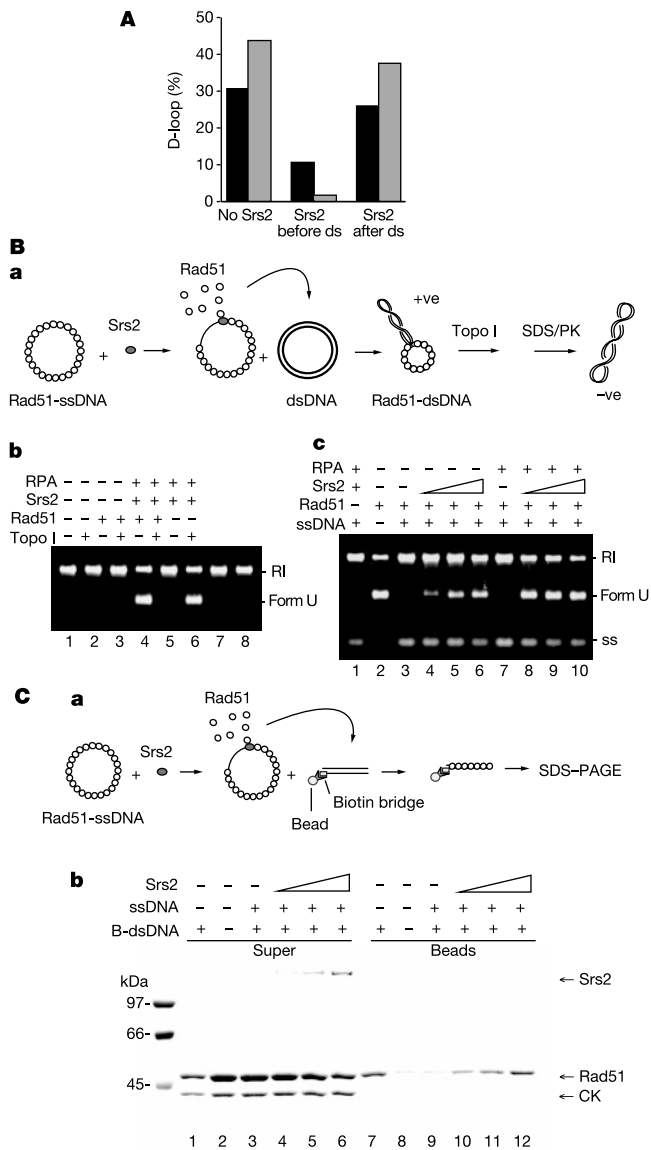 A
D-loop (%)
50
40
30
20
10
0
No Srs2
Srs2 before ds
Srs2 after ds
B
a
Rad51
Srs2
+ve
Topo I
SDS/PK
+
+
Rad51-ssDNA
dsDNA
Rad51-dsDNA
–ve
b
RPA – – – – + + + +
Srs2 – – – – + + + +
Rad51 – – + + + + – –
Topo I – + – + – + – +
RI
Form U
1 2 3 4 5 6 7 8
c
RPA + – – – – – + + + +
Srs2 + – – –
Rad51 – + + + + + + + + +
ssDNA + – + + + + + + + +
RI
Form U
ss
1 2 3 4 5 6 7 8 9 10
C
a
Rad51
Srs2
+
+
SDS–PAGE
Rad51-ssDNA
Biotin bridge
Bead
b
Srs2 – – – – – –
ssDNA – – + + + + – – + + + +
B-dsDNA + – + + + + + – + + + +
Super
Beads
kDa
← Srs2
97-
66-
← Rad51
45-
← CK
1 2 3 4 5 6 7 8 9 10 11 12